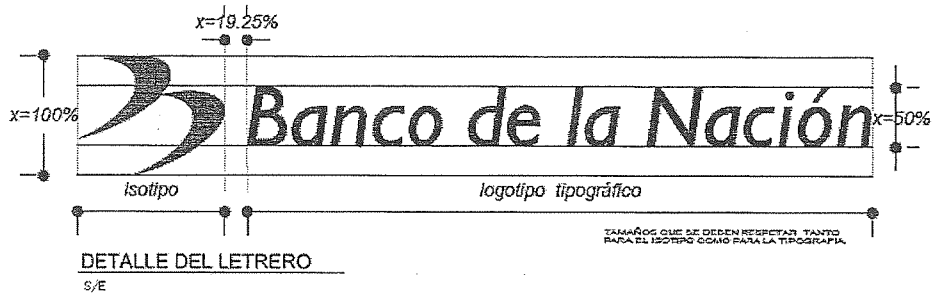 x=19.25%
x=100%
Banco de la Nación
x=50%
Isotipo
logotipo tipográfico
TAMAÑOS QUE SE DEBEN RESPETAR TANTO
PARA EL ISOTIPO COMO PARA LA TIPOGRAFIA.
DETALLE DEL LETRERO
S/E